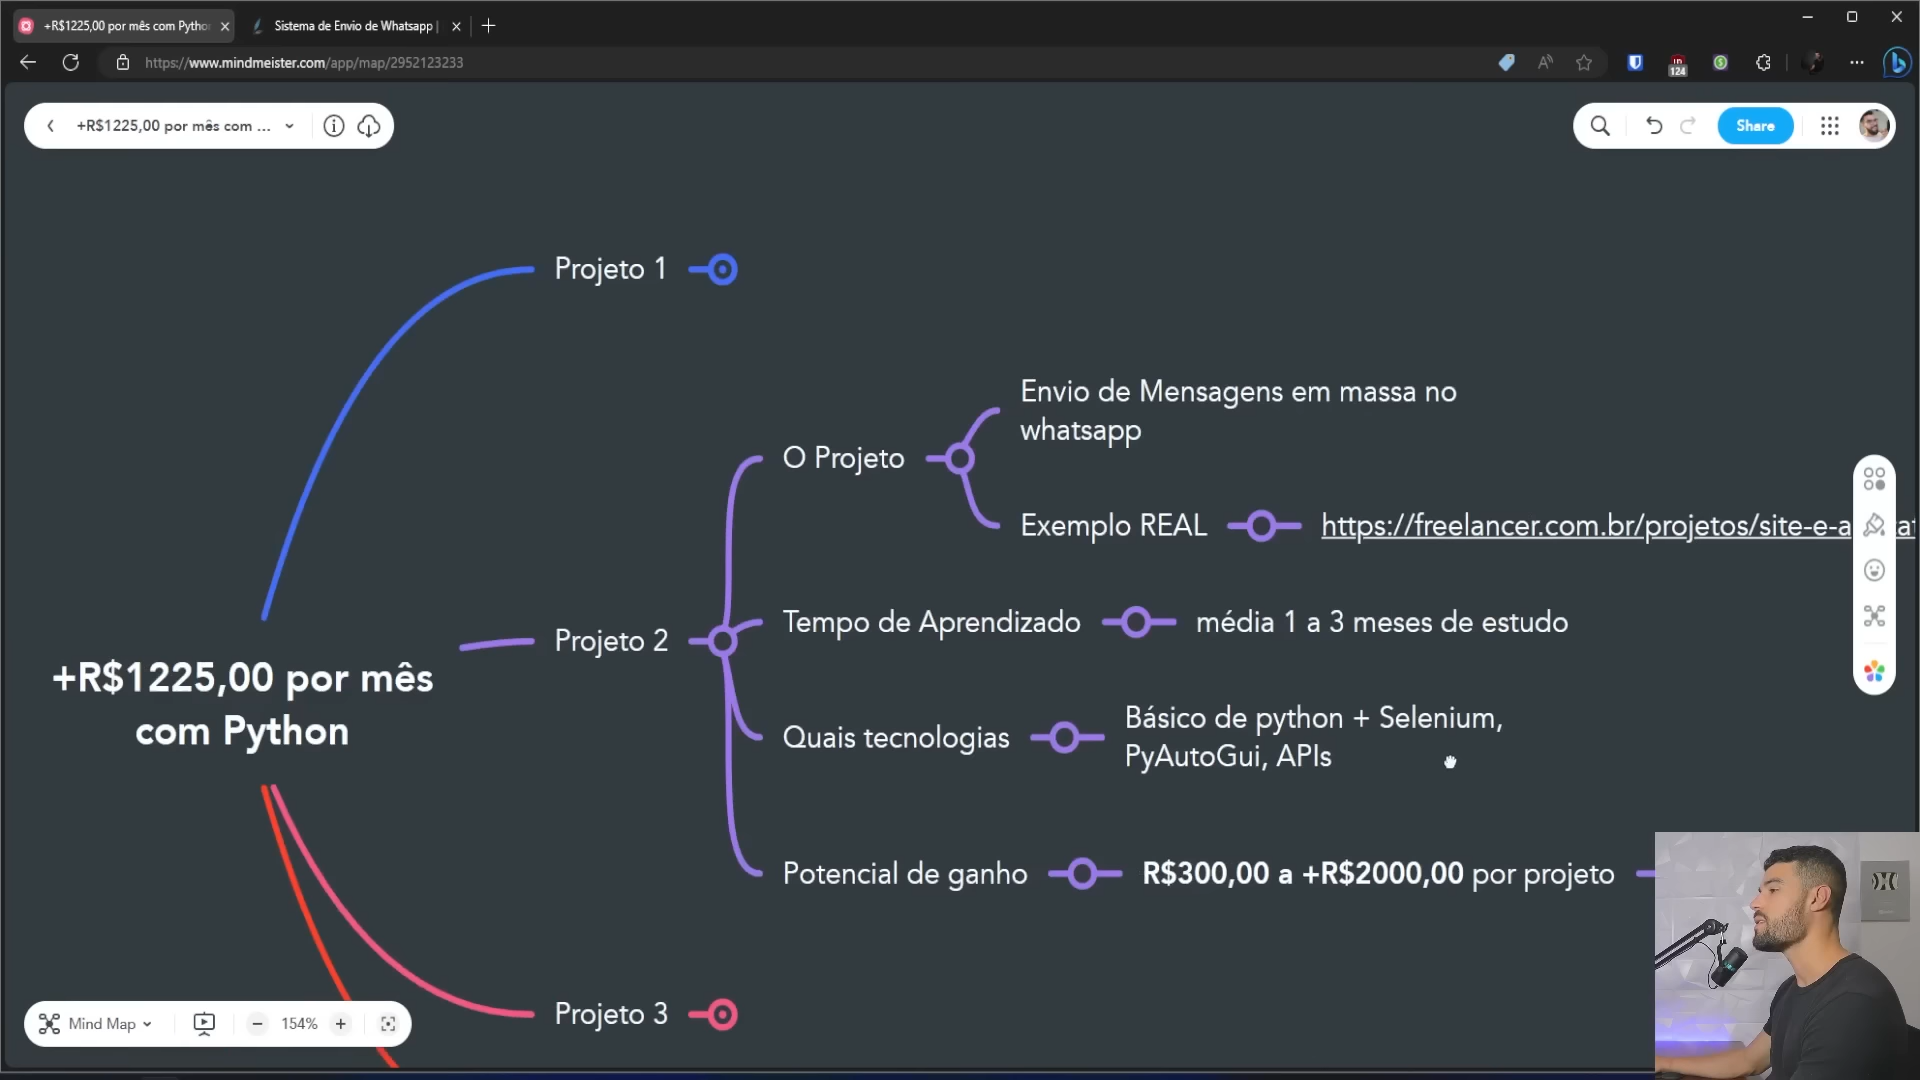 +R$1225,00 por mês com Pytho
Sistema de Envio de Whatsapp |
https://www.mindmeister.com/app/map/2952123233
124
+R$1225,00 por mês com ...
Share
Projeto 1
Envio de Mensagens em massa no
whatsapp
O Projeto
Exemplo REAL
https://freelancer.com.br/projetos/site-e-a
Tempo de Aprendizado
média 1 a 3 meses de estudo
Projeto 2
+R$1225,00 por mês
com Python
Quais tecnologias
Básico de python + Selenium,
PyAutoGui, APIs
Potencial de ganho
R$300,00 a +R$2000,00 por projeto
Projeto 3
Mind Map
154%